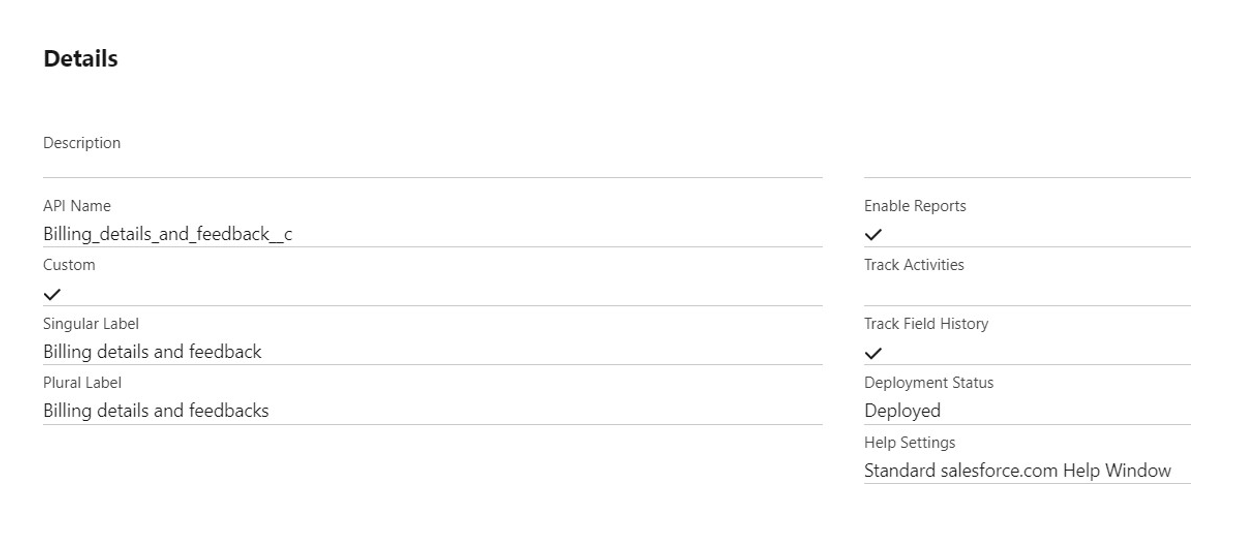 Details
Description
API Name
Billing_details_and_feedback__c
Custom
Singular Label
Billing details and feedback
Plural Label
Billing details and feedbacks
Enable Reports
Track Activities
Track Field History
Deployment Status
Deployed
Help Settings
Standard salesforce.com Help Window